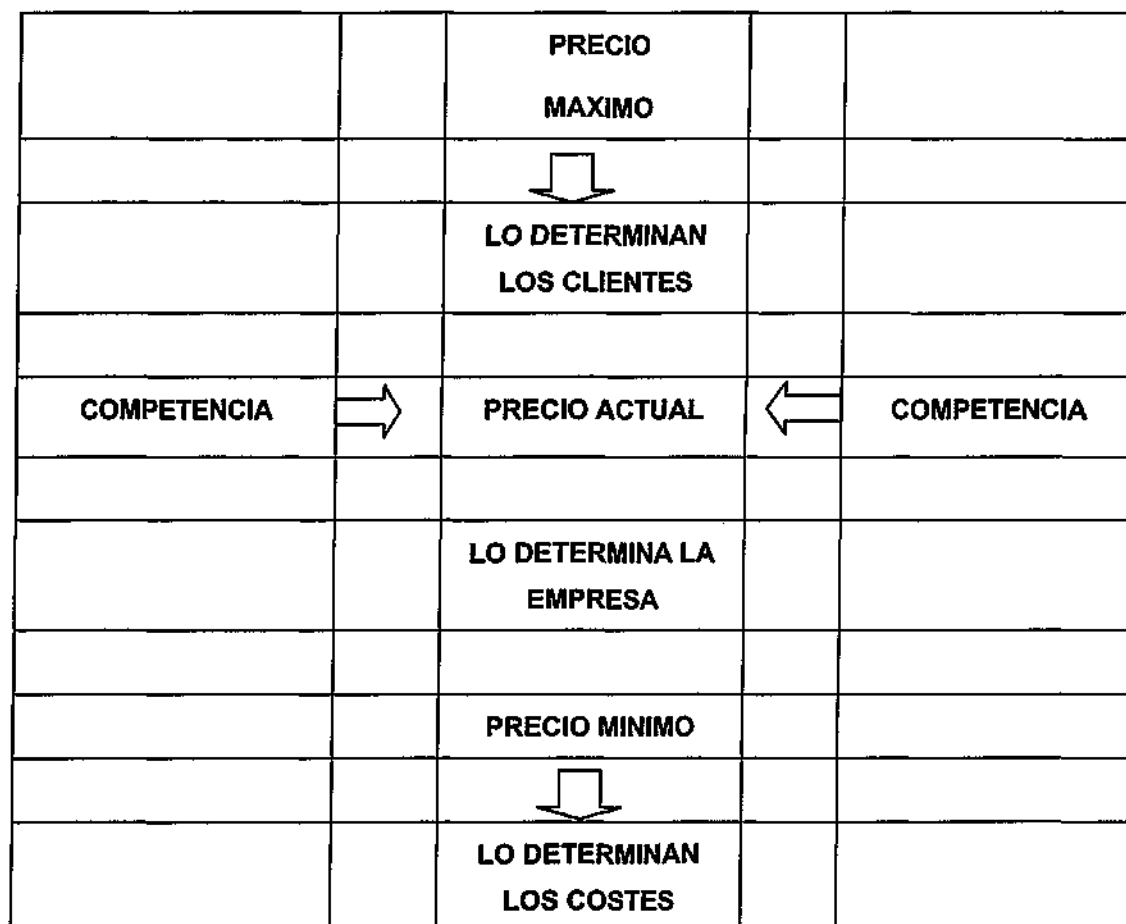 PRECIO
MAXIMO
LO DETERMINAN
LOS CLIENTES
COMPETENCIA PRECIO ACTUAL COMPETENCIA
LO DETERMINA LA
EMPRESA
PRECIO MINIMO
LO DETERMINAN
LOS COSTES